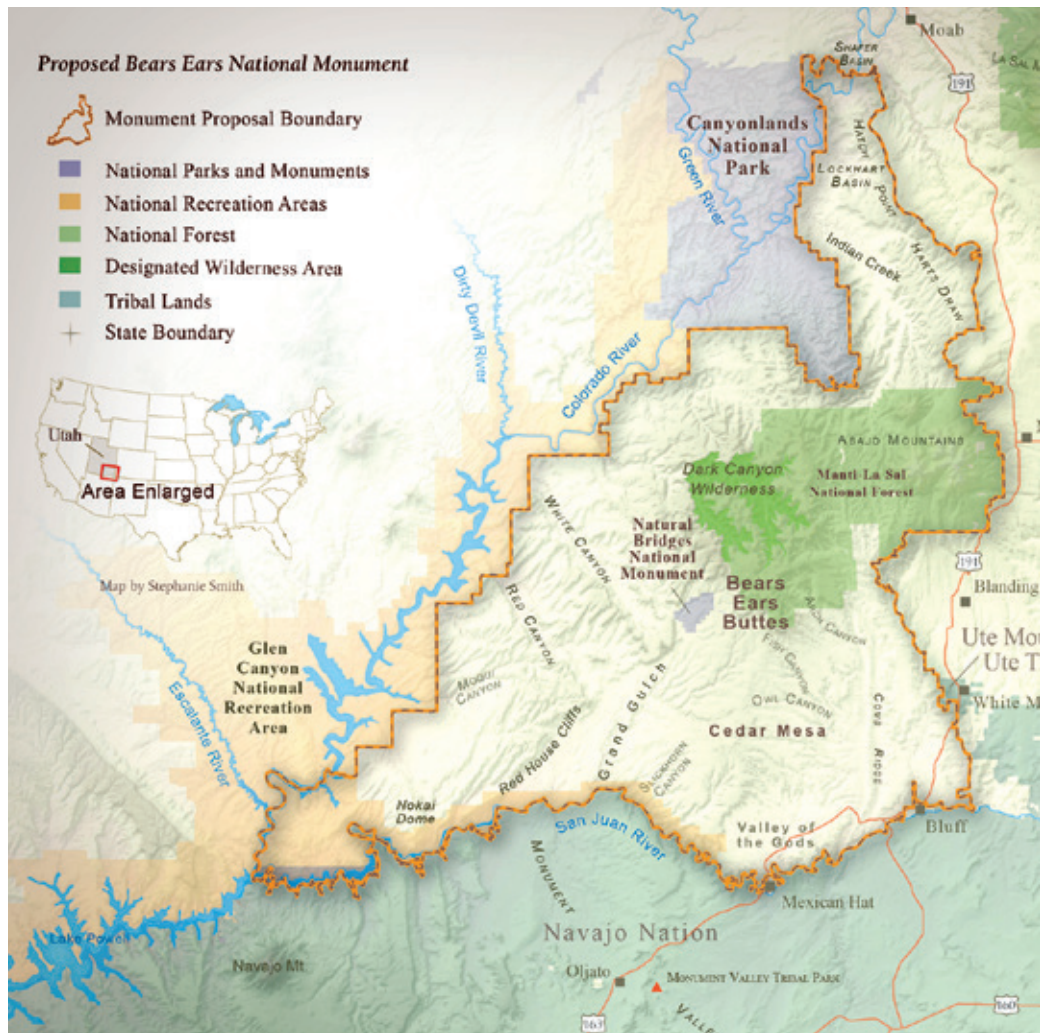 Proposed Bears Ears National Monument
Monument Proposal Boundary
National Parks and Monuments
National Recreation Areas
National Forest
Designated Wilderness Area
Tribal Lands
State Boundary
Utah
Area Enlarged
Map by Stephanie Smith
Moab
SHAFER
BASIN
LA SAL M
191
Canyonlands
National
Park
Green River
HATCH POINT
LOCKHART
BASIN
Indian Creek
HARTS DRAW
Dirty Devil River
Colorado River
ABAJO MOUNTAINS
M
Dark Canyon
Wilderness
Manti-La Sal
National Forest
WHITE CANYON
Natural
Bridges
National
Monument
191
Blanding
Bears
Ears
Buttes
RED CANYON
ARCH CANYON
FISH CANYON
Ute Mou
Ute T
Glen
Canyon
National
Recreation
Area
MOQUI
CANYON
Escalante River
Grand Gulch
OWL CANYON
COMB RIDGE
White M
Cedar Mesa
Red House Cliffs
SLICKHORN
CANYON
Nokai
Dome
San Juan River
Valley of
the Gods
Bluff
MONUMENT
VALLEY
Mexican Hat
Navajo Nation
Lake Powell
Navajo Mt.
Oljato
MONUMENT VALLEY TRIBAL PARK
163
160